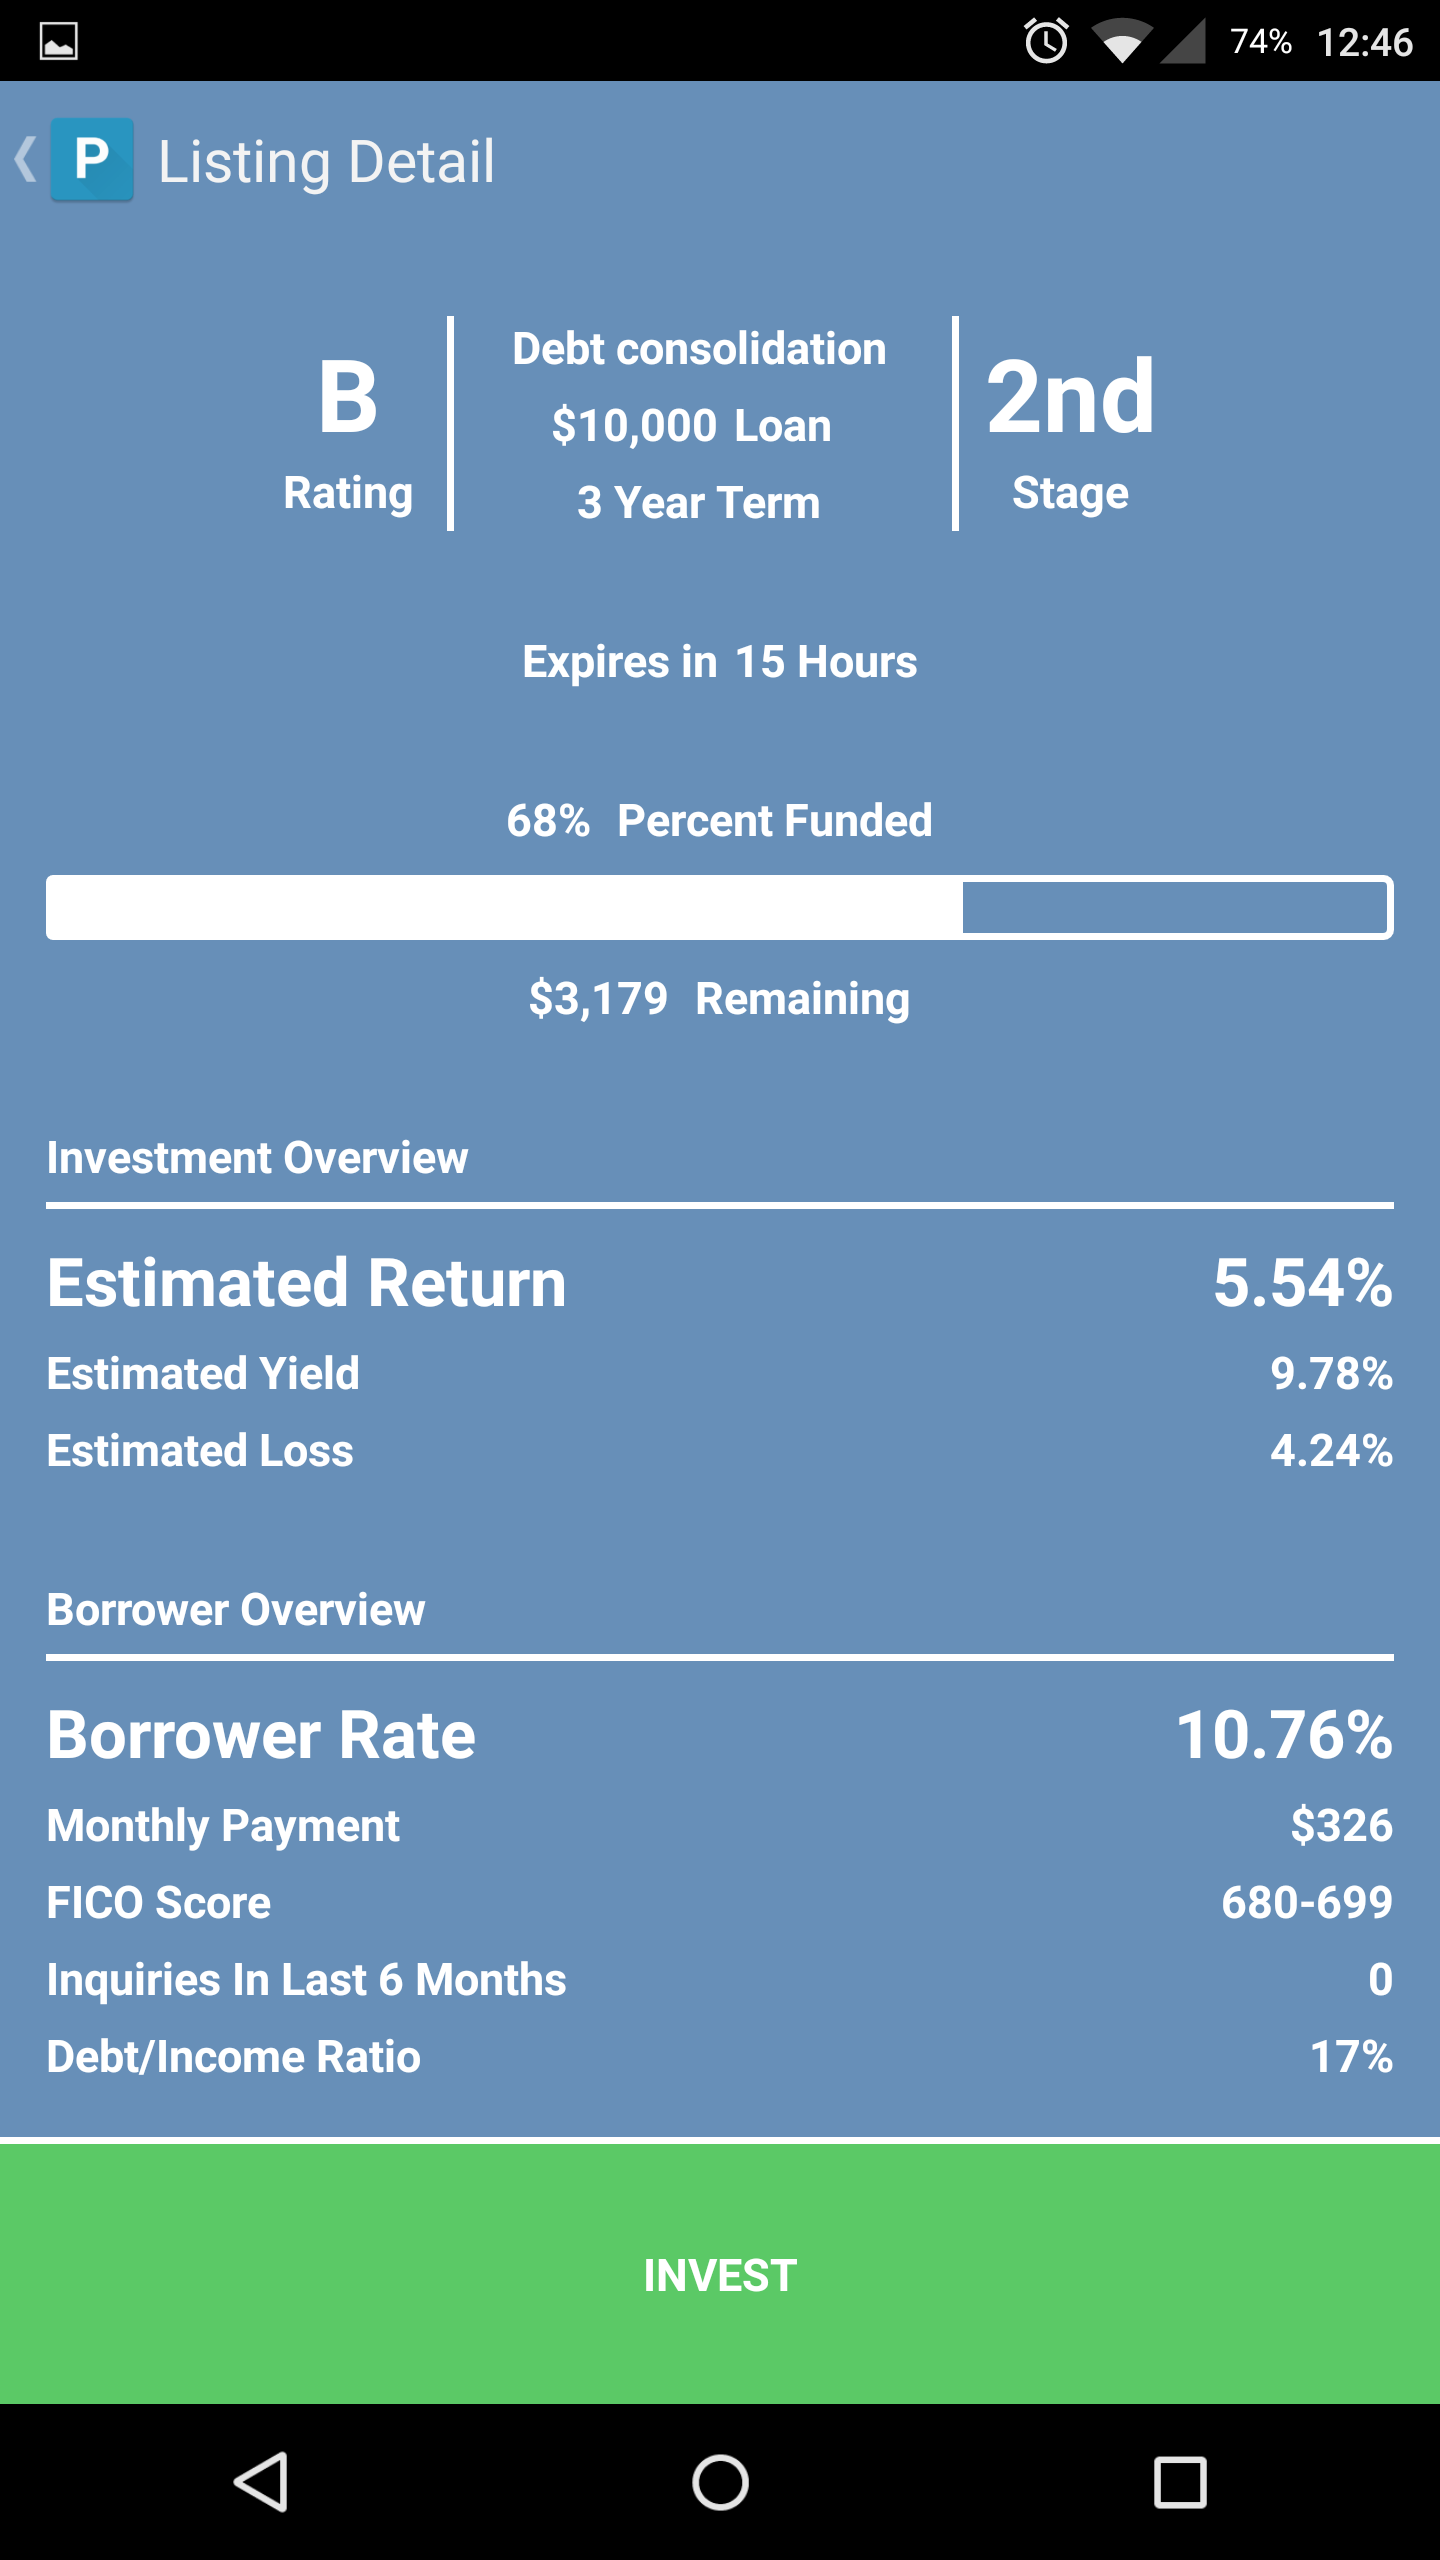 74% 12:46
P Listing Detail
B
Rating
Debt consolidation
$10,000 Loan
3 Year Term
2nd
Stage
Expires in 15 Hours
68% Percent Funded
$3,179 Remaining
Investment Overview
Estimated Return 5.54%
Estimated Yield 9.78%
Estimated Loss 4.24%
Borrower Overview
Borrower Rate 10.76%
Monthly Payment $326
FICO Score 680-699
Inquiries In Last 6 Months 0
Debt/Income Ratio 17%
INVEST